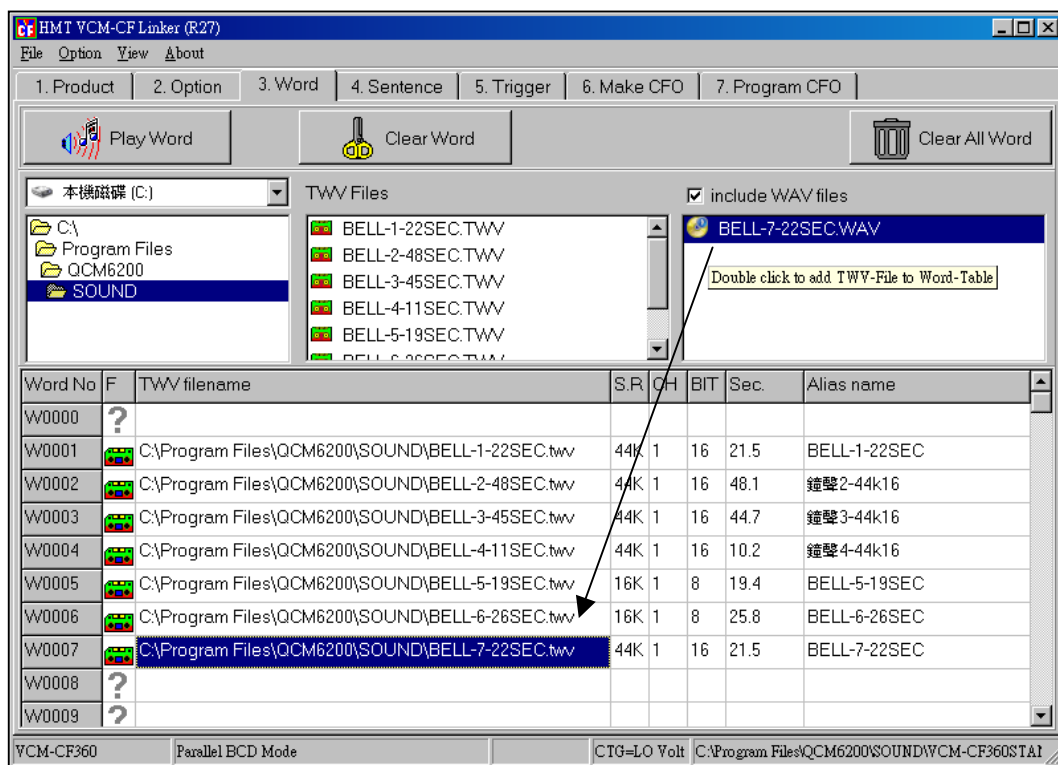 HMT VCM-CF Linker (R27)
File Option View About
1. Product 2. Option 3. Word 4. Sentence 5. Trigger 6. Make CFO 7. Program CFO
Play Word Clear Word Clear All Word
本機磁碟 (C:) TWV Files include WAV files
C:\
Program Files
QCM6200
SOUND
BELL-1-22SEC.TWV
BELL-2-48SEC.TWV
BELL-3-45SEC.TWV
BELL-4-11SEC.TWV
BELL-5-19SEC.TWV
BELL-6-26SEC.TWV
BELL-7-22SEC.WAV
Double click to add TWV-File to Word-Table
Word No F TWV filename S.R CH BIT Sec. Alias name
W0000 ?
W0001 C:\Program Files\QCM6200\SOUND\BELL-1-22SEC.twv 44K 1 16 21.5 BELL-1-22SEC
W0002 C:\Program Files\QCM6200\SOUND\BELL-2-48SEC.twv 44K 1 16 48.1 鐘聲2-44k16
W0003 C:\Program Files\QCM6200\SOUND\BELL-3-45SEC.twv 44K 1 16 44.7 鐘聲3-44k16
W0004 C:\Program Files\QCM6200\SOUND\BELL-4-11SEC.twv 44K 1 16 10.2 鐘聲4-44k16
W0005 C:\Program Files\QCM6200\SOUND\BELL-5-19SEC.twv 16K 1 8 19.4 BELL-5-19SEC
W0006 C:\Program Files\QCM6200\SOUND\BELL-6-26SEC.twv 16K 1 8 25.8 BELL-6-26SEC
W0007 C:\Program Files\QCM6200\SOUND\BELL-7-22SEC.twv 44K 1 16 21.5 BELL-7-22SEC
W0008 ?
W0009 ?
VCM-CF360 Parallel BCD Mode CTG=LO Volt C:\Program Files\QCM6200\SOUND\VCM-CF360STAI